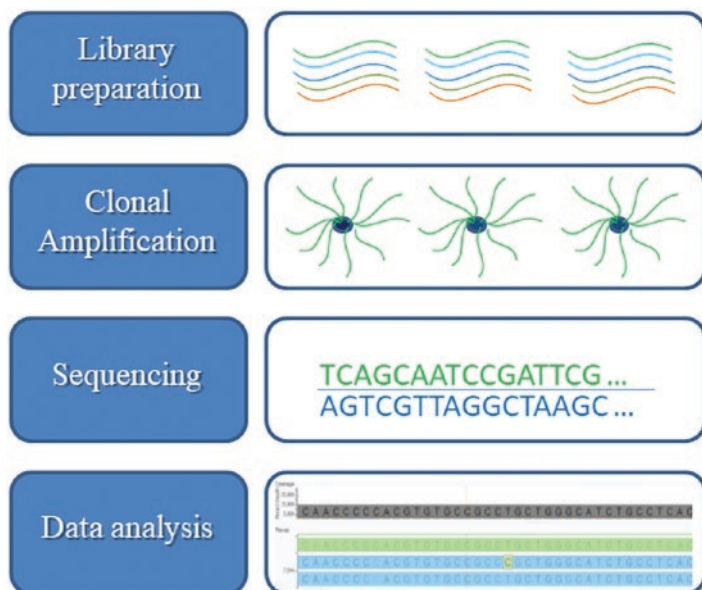 Library
preparation
Clonal
Amplification
Sequencing
TCAGCAATCCGATTCG ...
AGTCGTTAGGCTAAGC ...
Data analysis
CAACCCCCACGTGTGCCGCCTGCTGGGCATCTGCCTCAC